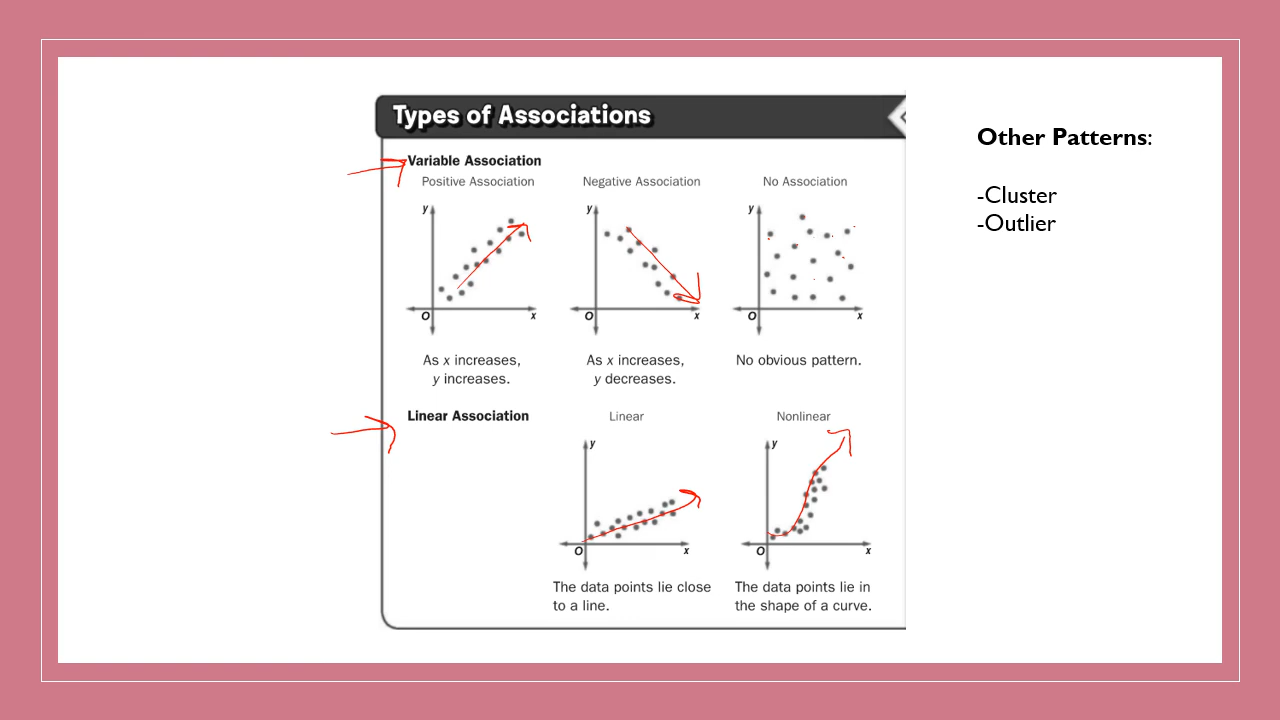 Types of Associations
Variable Association
Positive Association
Negative Association
No Association
y
y
y
O
x
O
x
O
x
As x increases,
y increases.
As x increases,
y decreases.
No obvious pattern.
Linear Association
Linear
Nonlinear
y
y
O
x
O
x
The data points lie close
to a line.
The data points lie in
the shape of a curve.
Other Patterns:
-Cluster
-Outlier